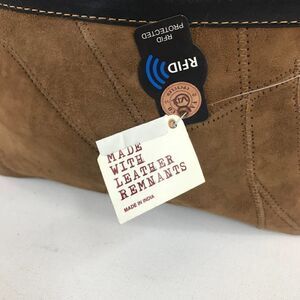 RFID
PROTECTED
RFID
MADE
WITH
LEATHER
REMNANTS
MADE IN INDIA